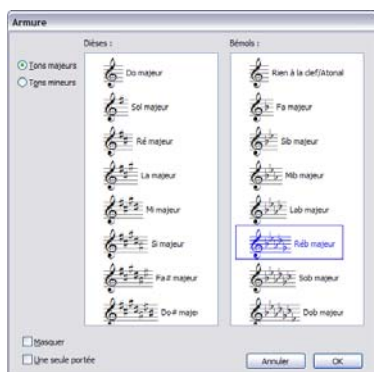 Armure
Dièses :
Bémols :
Tons majeurs
Tons mineurs
Do majeur
Sol majeur
Ré majeur
La majeur
Mi majeur
Si majeur
Fa# majeur
Do# maje
Rien à la clef/Atonal
Fa majeur
Sib majeur
Mib majeur
Lab majeur
Réb majeur
Solb majeur
Dob majeur
Masquer
Une seule portée
Annuler
OK